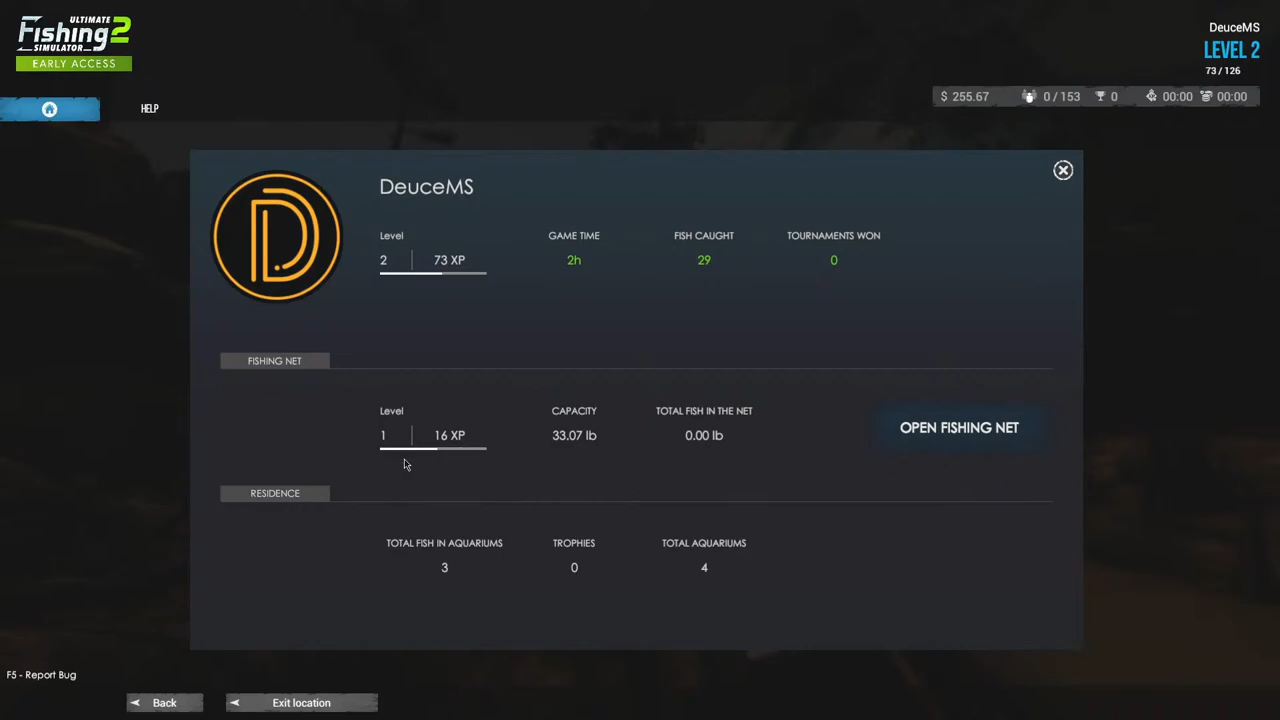 ULTIMATE
Fishing 2
SIMULATOR
EARLY ACCESS
DeuceMS
LEVEL 2
73 / 126
HELP
$ 255.67 0 / 153 0 00:00 00:00
DeuceMS
Level GAME TIME FISH CAUGHT TOURNAMENTS WON
2 73 XP 2h 29 0
FISHING NET
Level CAPACITY TOTAL FISH IN THE NET
1 16 XP 33.07 lb 0.00 lb
OPEN FISHING NET
RESIDENCE
TOTAL FISH IN AQUARIUMS TROPHIES TOTAL AQUARIUMS
3 0 4
F5 - Report Bug
Back Exit location